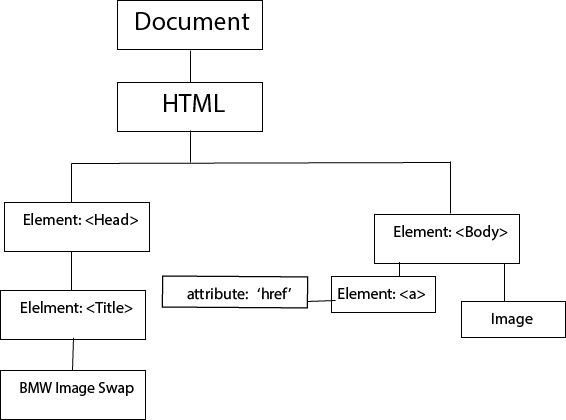 Document
HTML
Element: <Head>
Element: <Body>
attribute:  ‘href’
Element: <a>
Elelment: <Title>
Image
BMW Image Swap